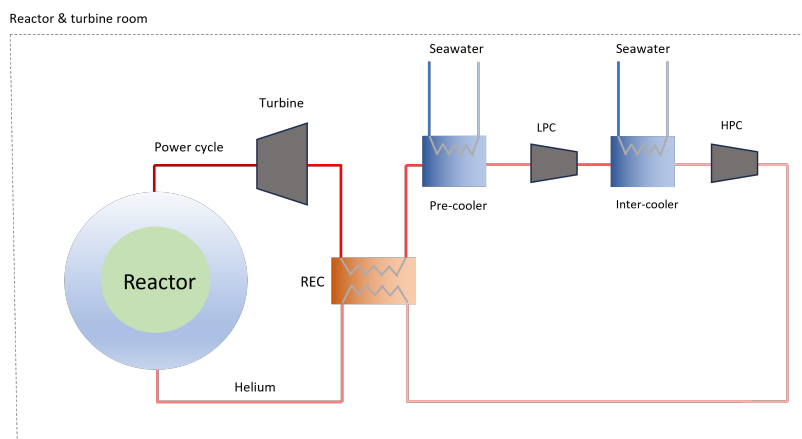 Reactor & turbine room
Seawater
Seawater
Turbine
LPC
HPC
Power cycle
Pre-cooler
Inter-cooler
Reactor
REC
Helium